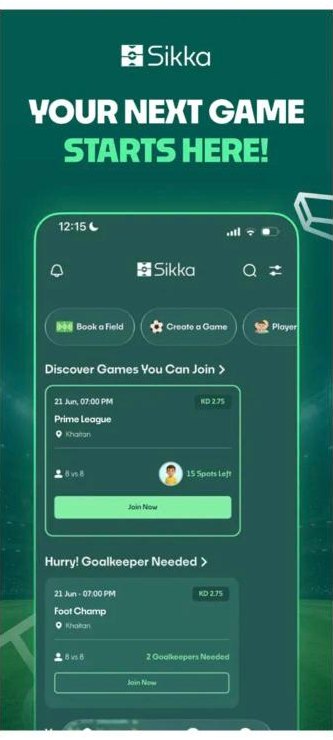 Sikka
YOUR NEXT GAME
STARTS HERE!
12:15
Sikka
Book a Field
Create a Game
Player
Discover Games You Can Join >
21 Jun, 07:00 PM
KD 2.75
Prime League
Khaitan
8 vs 8
15 Spots Left
Join Now
Hurry! Goalkeeper Needed >
21 Jun - 07:00 PM
KD 2.75
Foot Champ
Khaitan
8 vs 8
2 Goalkeepers Needed
Join Now